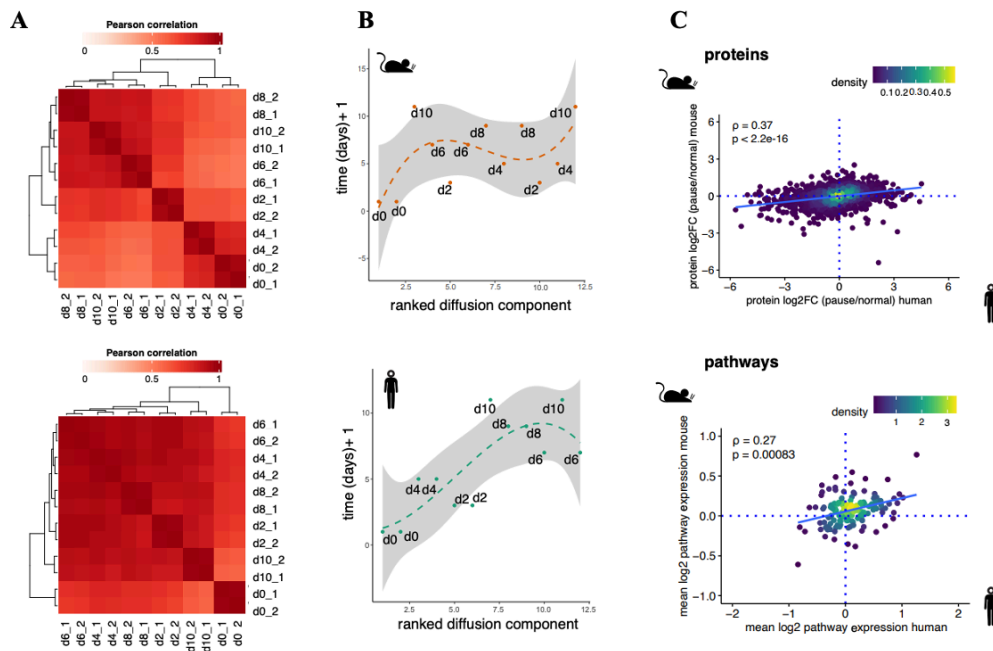 A
Pearson correlation
0 0.5 1
d8_2
d8_1
d10_2
d10_1
d6_2
d6_1
d2_1
d2_2
d4_1
d4_2
d0_2
d0_1
d8_2 d8_1 d10_2 d10_1 d6_2 d6_1 d2_1 d2_2 d4_1 d4_2 d0_2 d0_1
Pearson correlation
0 0.5 1
d6_1
d6_2
d4_1
d4_2
d8_2
d8_1
d2_1
d2_2
d10_2
d10_1
d0_1
d0_2
d6_1 d6_2 d4_1 d4_2 d8_2 d8_1 d2_1 d2_2 d10_2 d10_1 d0_1 d0_2
B
time (days)+ 1
15
10
5
0
−5
d10
d8
d8
d10
d6
d6
d4
d4
d2
d2
d0
d0
0.0 2.5 5.0 7.5 10.0 12.5
ranked diffusion component
time (days)+ 1
10
5
0
d10
d10
d8
d8
d6
d6
d4
d4
d2
d2
d0
d0
2.5 5.0 7.5 10.0 12.5
ranked diffusion component
C
proteins
density
0.1 0.2 0.3 0.4 0.5
ρ = 0.37
p < 2.2e-16
protein log2FC (pause/normal) mouse
6
3
0
−3
−6
−6 −3 0 3 6
protein log2FC (pause/normal) human
pathways
density
1 2 3
ρ = 0.27
p = 0.00083
mean log2 pathway expression mouse
1.0
0.5
0.0
−0.5
−1.0
−2 −1 0 1 2
mean log2 pathway expression human